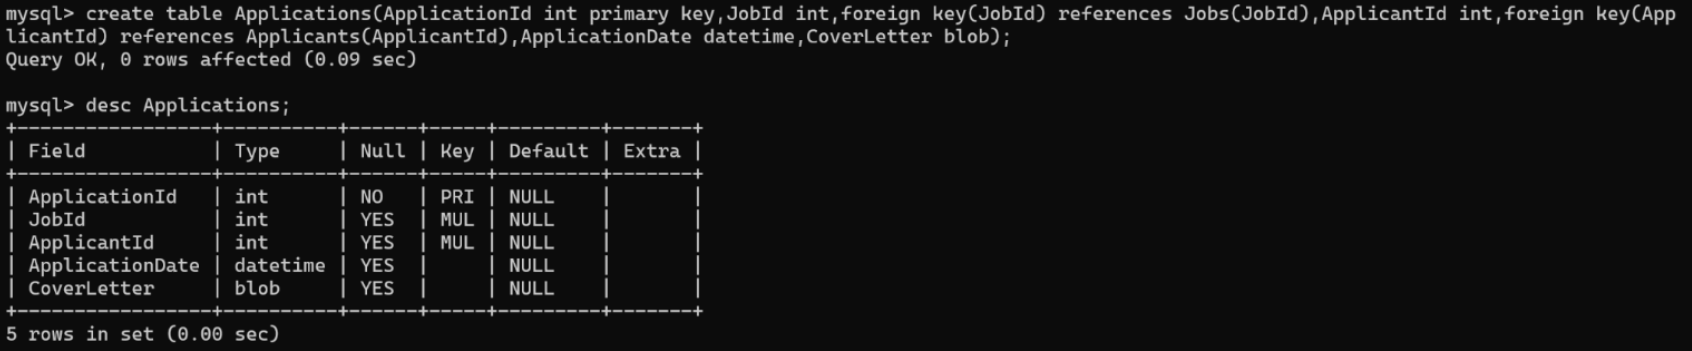 mysql> create table Applications(ApplicationId int primary key,JobId int,foreign key(JobId) references Jobs(JobId),ApplicantId int,foreign key(App
licantId) references Applicants(ApplicantId),ApplicationDate datetime,CoverLetter blob);
Query OK, 0 rows affected (0.09 sec)
mysql> desc Applications;
+-----------------+----------+------+-----+---------+-------+
| Field           | Type     | Null | Key | Default | Extra |
+-----------------+----------+------+-----+---------+-------+
| ApplicationId   | int      | NO   | PRI | NULL    |       |
| JobId           | int      | YES  | MUL | NULL    |       |
| ApplicantId     | int      | YES  | MUL | NULL    |       |
| ApplicationDate | datetime | YES  |     | NULL    |       |
| CoverLetter     | blob     | YES  |     | NULL    |       |
+-----------------+----------+------+-----+---------+-------+
5 rows in set (0.00 sec)